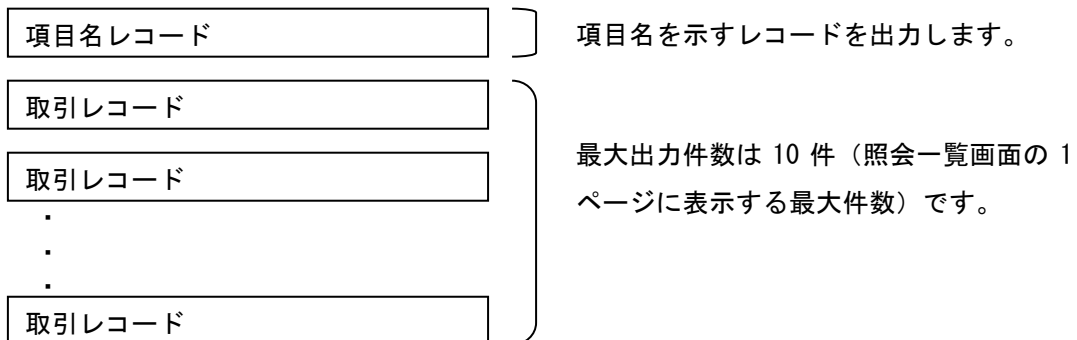 項目名レコード
項目名を示すレコードを出力します。
取引レコード
取引レコード
・
・
・
取引レコード
最大出力件数は 10 件（照会一覧画面の 1
ページに表示する最大件数）です。